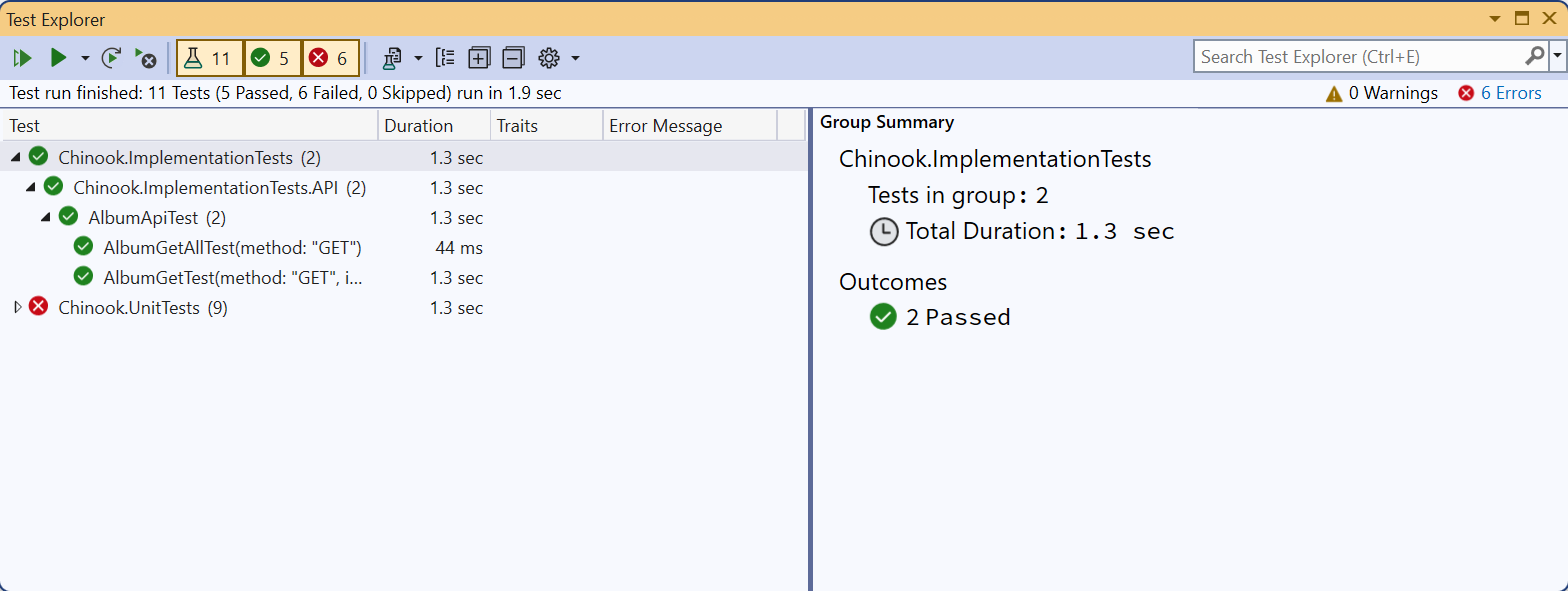 Test Explorer
11 5 6
Search Test Explorer (Ctrl+E)
Test run finished: 11 Tests (5 Passed, 6 Failed, 0 Skipped) run in 1.9 sec
0 Warnings 6 Errors
Test Duration Traits Error Message
Chinook.ImplementationTests (2) 1.3 sec
Chinook.ImplementationTests.API (2) 1.3 sec
AlbumApiTest (2) 1.3 sec
AlbumGetAllTest(method: "GET") 44 ms
AlbumGetTest(method: "GET", i... 1.3 sec
Chinook.UnitTests (9) 1.3 sec
Group Summary
Chinook.ImplementationTests
Tests in group: 2
Total Duration: 1.3 sec
Outcomes
2 Passed